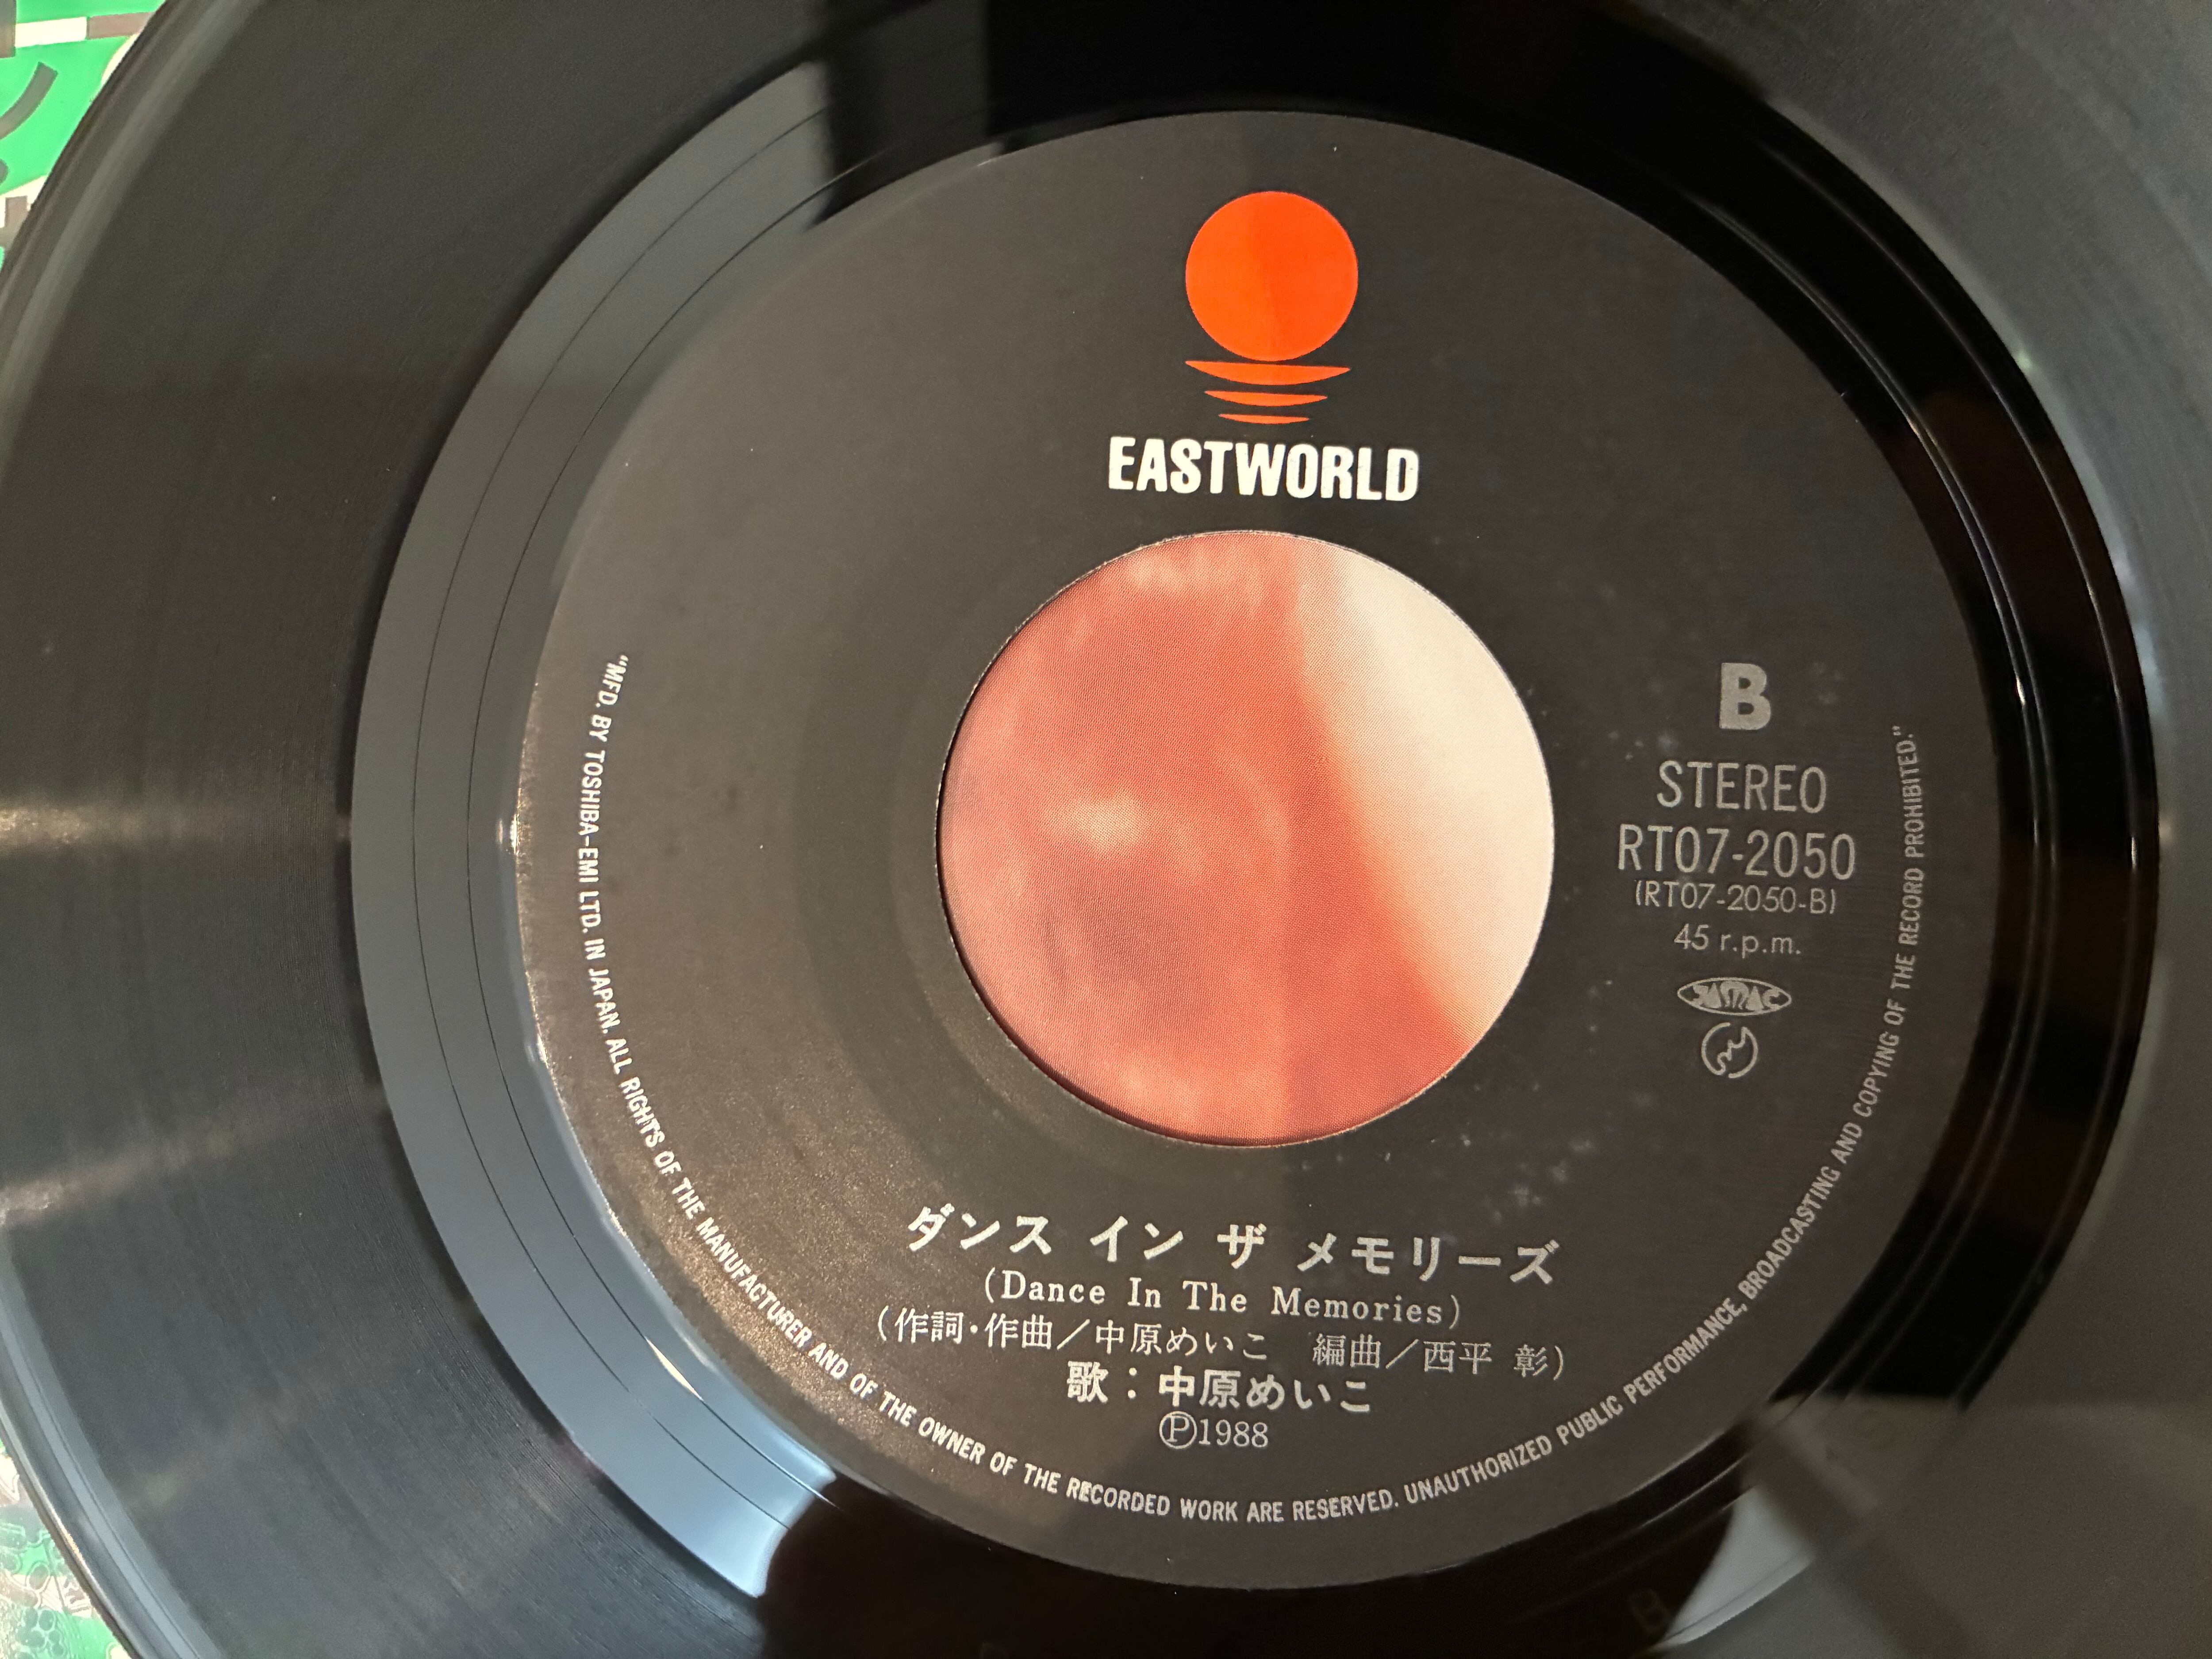 EASTWORLD
B
STEREO
RT07-2050
(RT07-2050-B)
45 r.p.m.
JASRAC
ダンス イン ザ メモリーズ
(Dance In The Memories)
(作詞・作曲／中原めいこ 編曲／西平 彰)
歌：中原めいこ
Ⓟ1988
"MFD. BY TOSHIBA-EMI LTD. IN JAPAN. ALL RIGHTS OF THE MANUFACTURER AND OF THE OWNER OF THE RECORDED WORK ARE RESERVED. UNAUTHORIZED PUBLIC PERFORMANCE, BROADCASTING AND COPYING OF THE RECORD PROHIBITED."